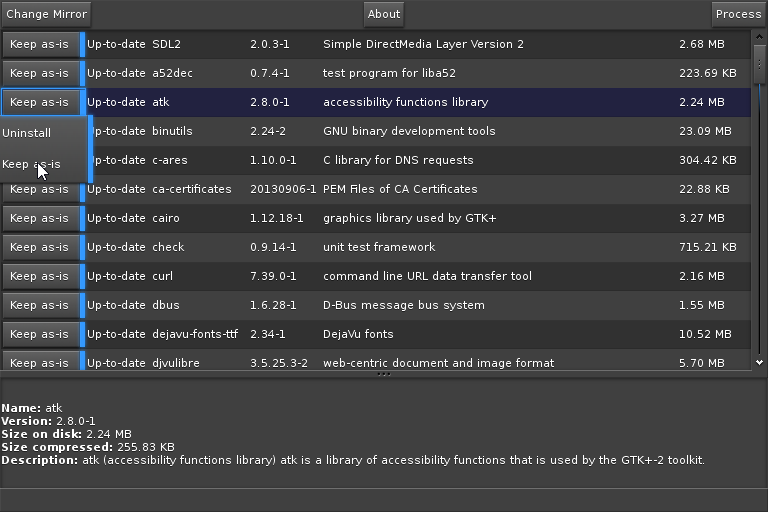 Change Mirror About Process
Keep as-is Up-to-date SDL2 2.0.3-1 Simple DirectMedia Layer Version 2 2.68 MB
Keep as-is Up-to-date a52dec 0.7.4-1 test program for liba52 223.69 KB
Keep as-is Up-to-date atk 2.8.0-1 accessibility functions library 2.24 MB
Uninstall Up-to-date binutils 2.24-2 GNU binary development tools 23.09 MB
Keep as-is Up-to-date c-ares 1.10.0-1 C library for DNS requests 304.42 KB
Keep as-is Up-to-date ca-certificates 20130906-1 PEM Files of CA Certificates 22.88 KB
Keep as-is Up-to-date cairo 1.12.18-1 graphics library used by GTK+ 3.27 MB
Keep as-is Up-to-date check 0.9.14-1 unit test framework 715.21 KB
Keep as-is Up-to-date curl 7.39.0-1 command line URL data transfer tool 2.16 MB
Keep as-is Up-to-date dbus 1.6.28-1 D-Bus message bus system 1.55 MB
Keep as-is Up-to-date dejavu-fonts-ttf 2.34-1 DejaVu fonts 10.52 MB
Keep as-is Up-to-date djvulibre 3.5.25.3-2 web-centric document and image format 5.70 MB
Name: atk
Version: 2.8.0-1
Size on disk: 2.24 MB
Size compressed: 255.83 KB
Description: atk (accessibility functions library) atk is a library of accessibility functions that is used by the GTK+-2 toolkit.